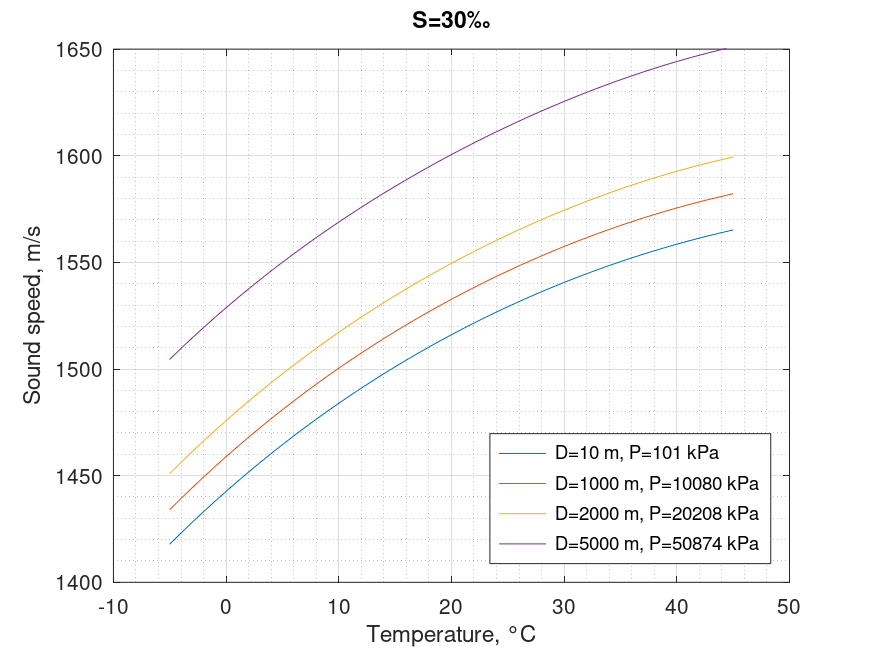 S=30‰
1650
1600
1550
1500
1450
1400
Sound speed, m/s
D=10 m, P=101 kPa
D=1000 m, P=10080 kPa
D=2000 m, P=20208 kPa
D=5000 m, P=50874 kPa
-10 0 10 20 30 40 50
Temperature, °C